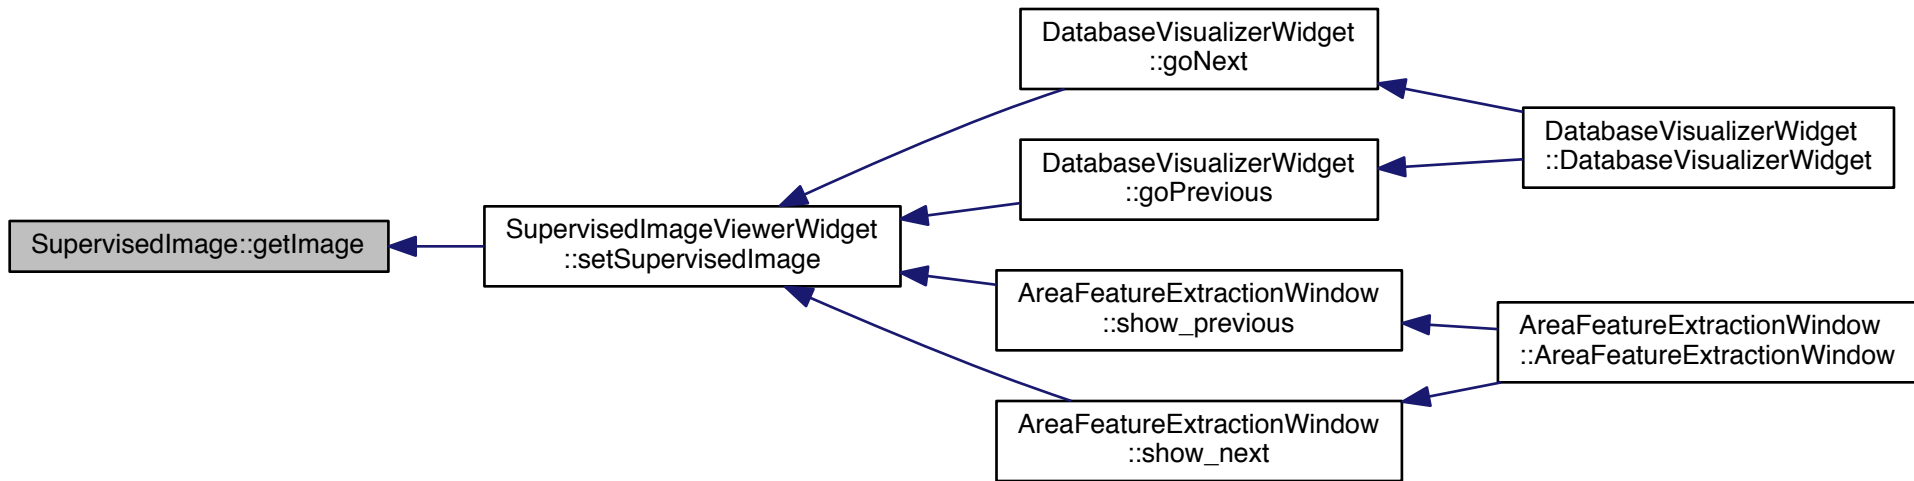 DatabaseVisualizerWidget
::goNext
DatabaseVisualizerWidget
::DatabaseVisualizerWidget
DatabaseVisualizerWidget
::goPrevious
SupervisedImage::getImage
SupervisedImageViewerWidget
::setSupervisedImage
AreaFeatureExtractionWindow
::show_previous
AreaFeatureExtractionWindow
::AreaFeatureExtractionWindow
AreaFeatureExtractionWindow
::show_next